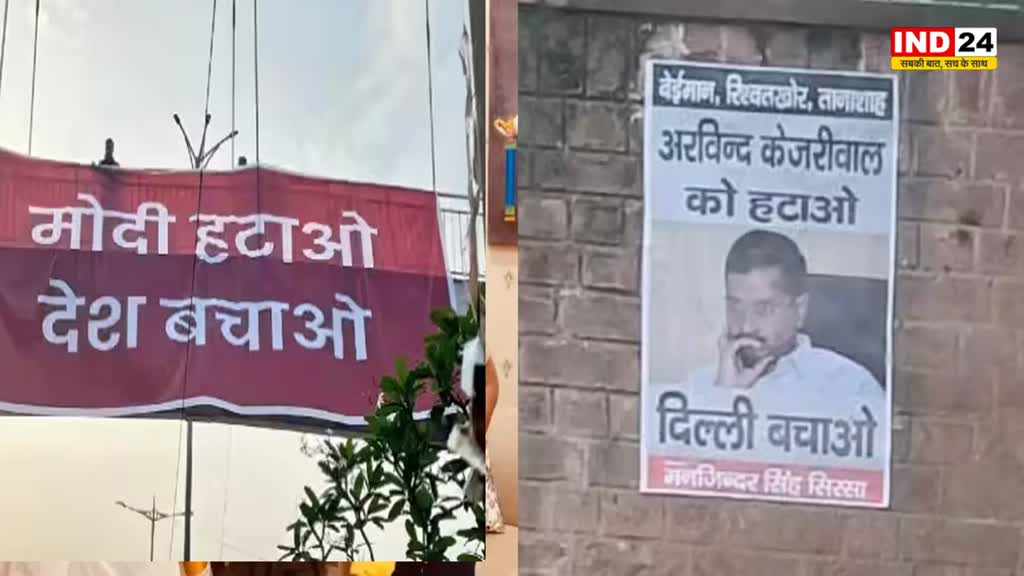 मोदी हटाओ
देश बचाओ
IND24
सबकी बात, सच के साथ
बेईमान, रिश्वतखोर, तानाशाह
अरविन्द केजरीवाल
को हटाओ
दिल्ली बचाओ
मनजिन्दर सिंह सिरसा